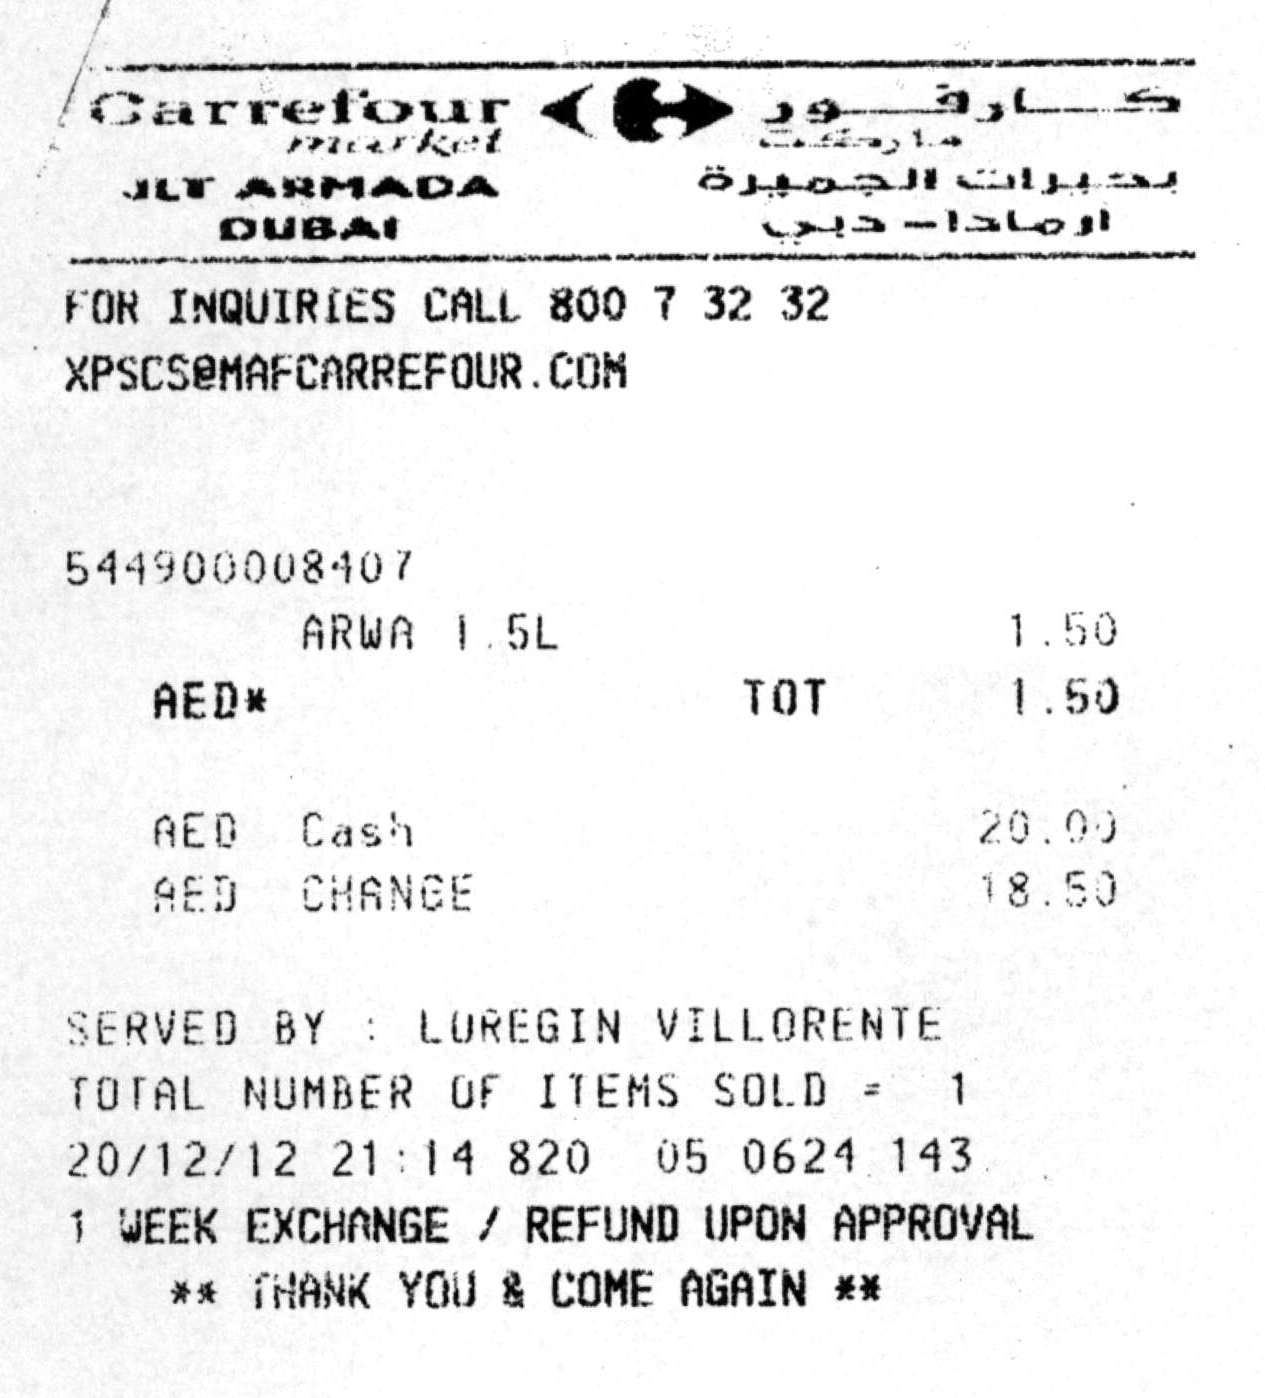 Carrefour كارفور
market ماركت
JLT ARMADA بحيرات الجميرة
DUBAI ارمادا - دبي
FOR INQUIRIES CALL 800 7 32 32
XPSCS@MAFCARREFOUR.COM
544900008407
ARWA 1.5L 1.50
AED* TOT 1.50
AED Cash 20.00
AED CHANGE 18.50
SERVED BY : LUREGIN VILLORENTE
TOTAL NUMBER OF ITEMS SOLD = 1
20/12/12 21:14 820 05 0624 143
1 WEEK EXCHANGE / REFUND UPON APPROVAL
** THANK YOU & COME AGAIN **